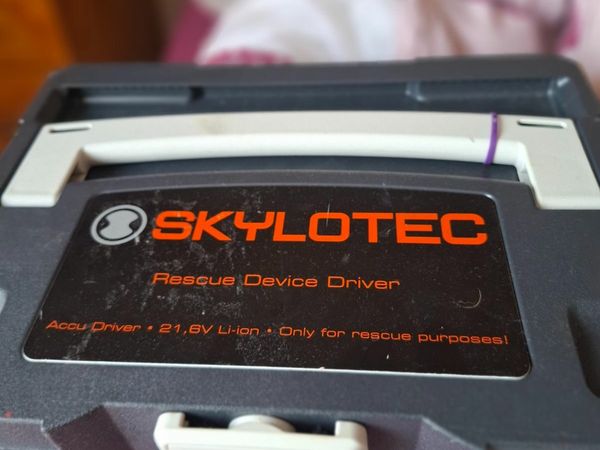 SKYLOTEC
Rescue Device Driver
Accu Driver • 21,6V Li-ion • Only for rescue purposes!